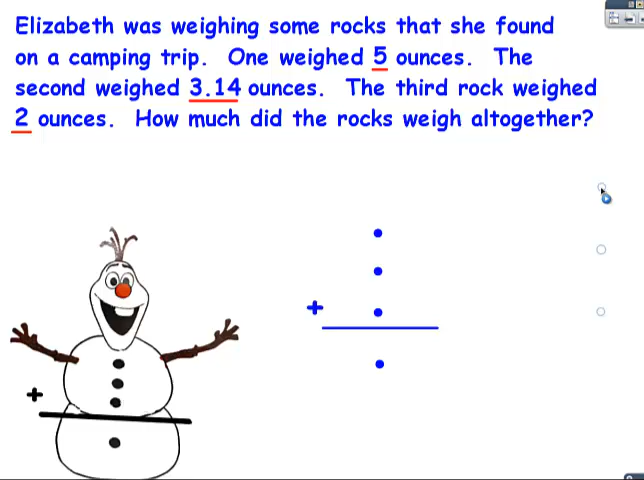 Elizabeth was weighing some rocks that she found
on a camping trip. One weighed 5 ounces. The
second weighed 3.14 ounces. The third rock weighed
2 ounces. How much did the rocks weigh altogether?
+
+